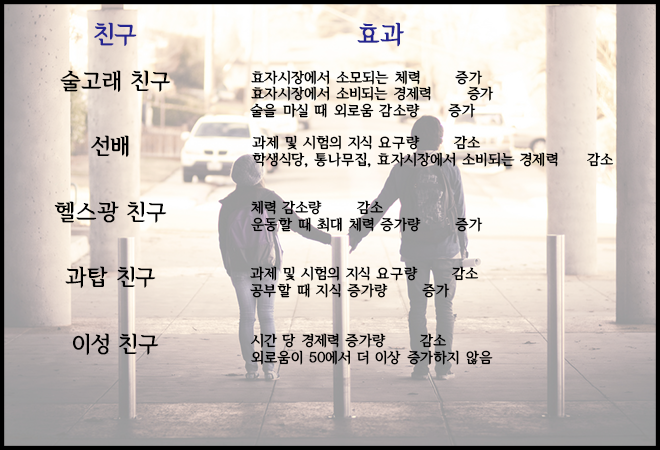 친구 효과
술고래 친구
효자시장에서 소모되는 체력 증가
효자시장에서 소비되는 경제력 증가
술을 마실 때 외로움 감소량 증가
선배
과제 및 시험의 지식 요구량 감소
학생식당, 통나무집, 효자시장에서 소비되는 경제력 감소
헬스광 친구
체력 감소량 감소
운동할 때 최대 체력 증가량 증가
과탑 친구
과제 및 시험의 지식 요구량 감소
공부할 때 지식 증가량 증가
이성 친구
시간 당 경제력 증가량 감소
외로움이 50에서 더 이상 증가하지 않음